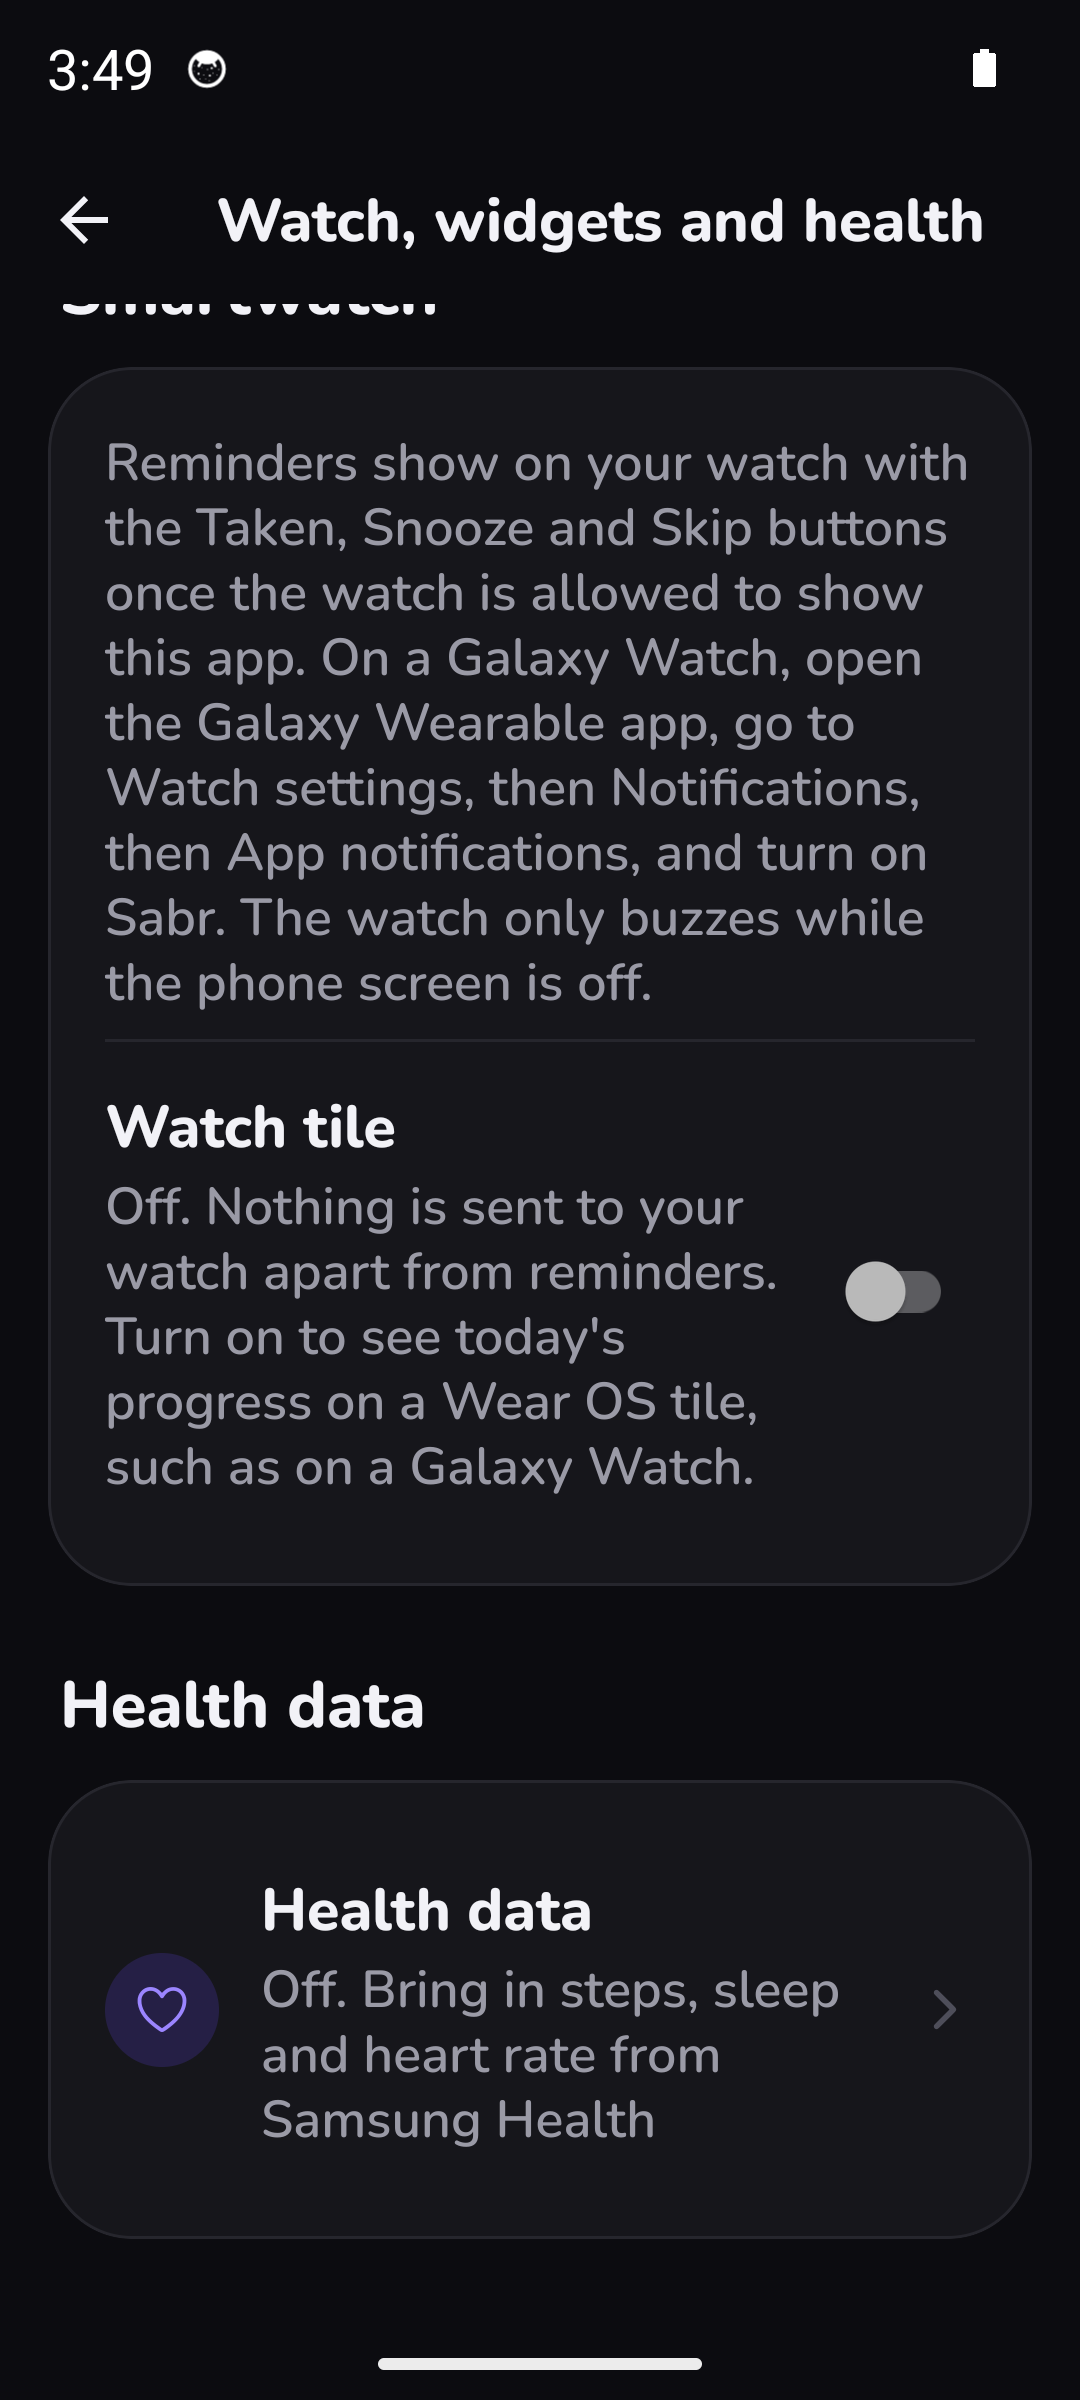 3:49
Watch, widgets and health
Smartwatch
Reminders show on your watch with
the Taken, Snooze and Skip buttons
once the watch is allowed to show
this app. On a Galaxy Watch, open
the Galaxy Wearable app, go to
Watch settings, then Notifications,
then App notifications, and turn on
Sabr. The watch only buzzes while
the phone screen is off.
Watch tile
Off. Nothing is sent to your
watch apart from reminders.
Turn on to see today's
progress on a Wear OS tile,
such as on a Galaxy Watch.
Health data
Health data
Off. Bring in steps, sleep
and heart rate from
Samsung Health